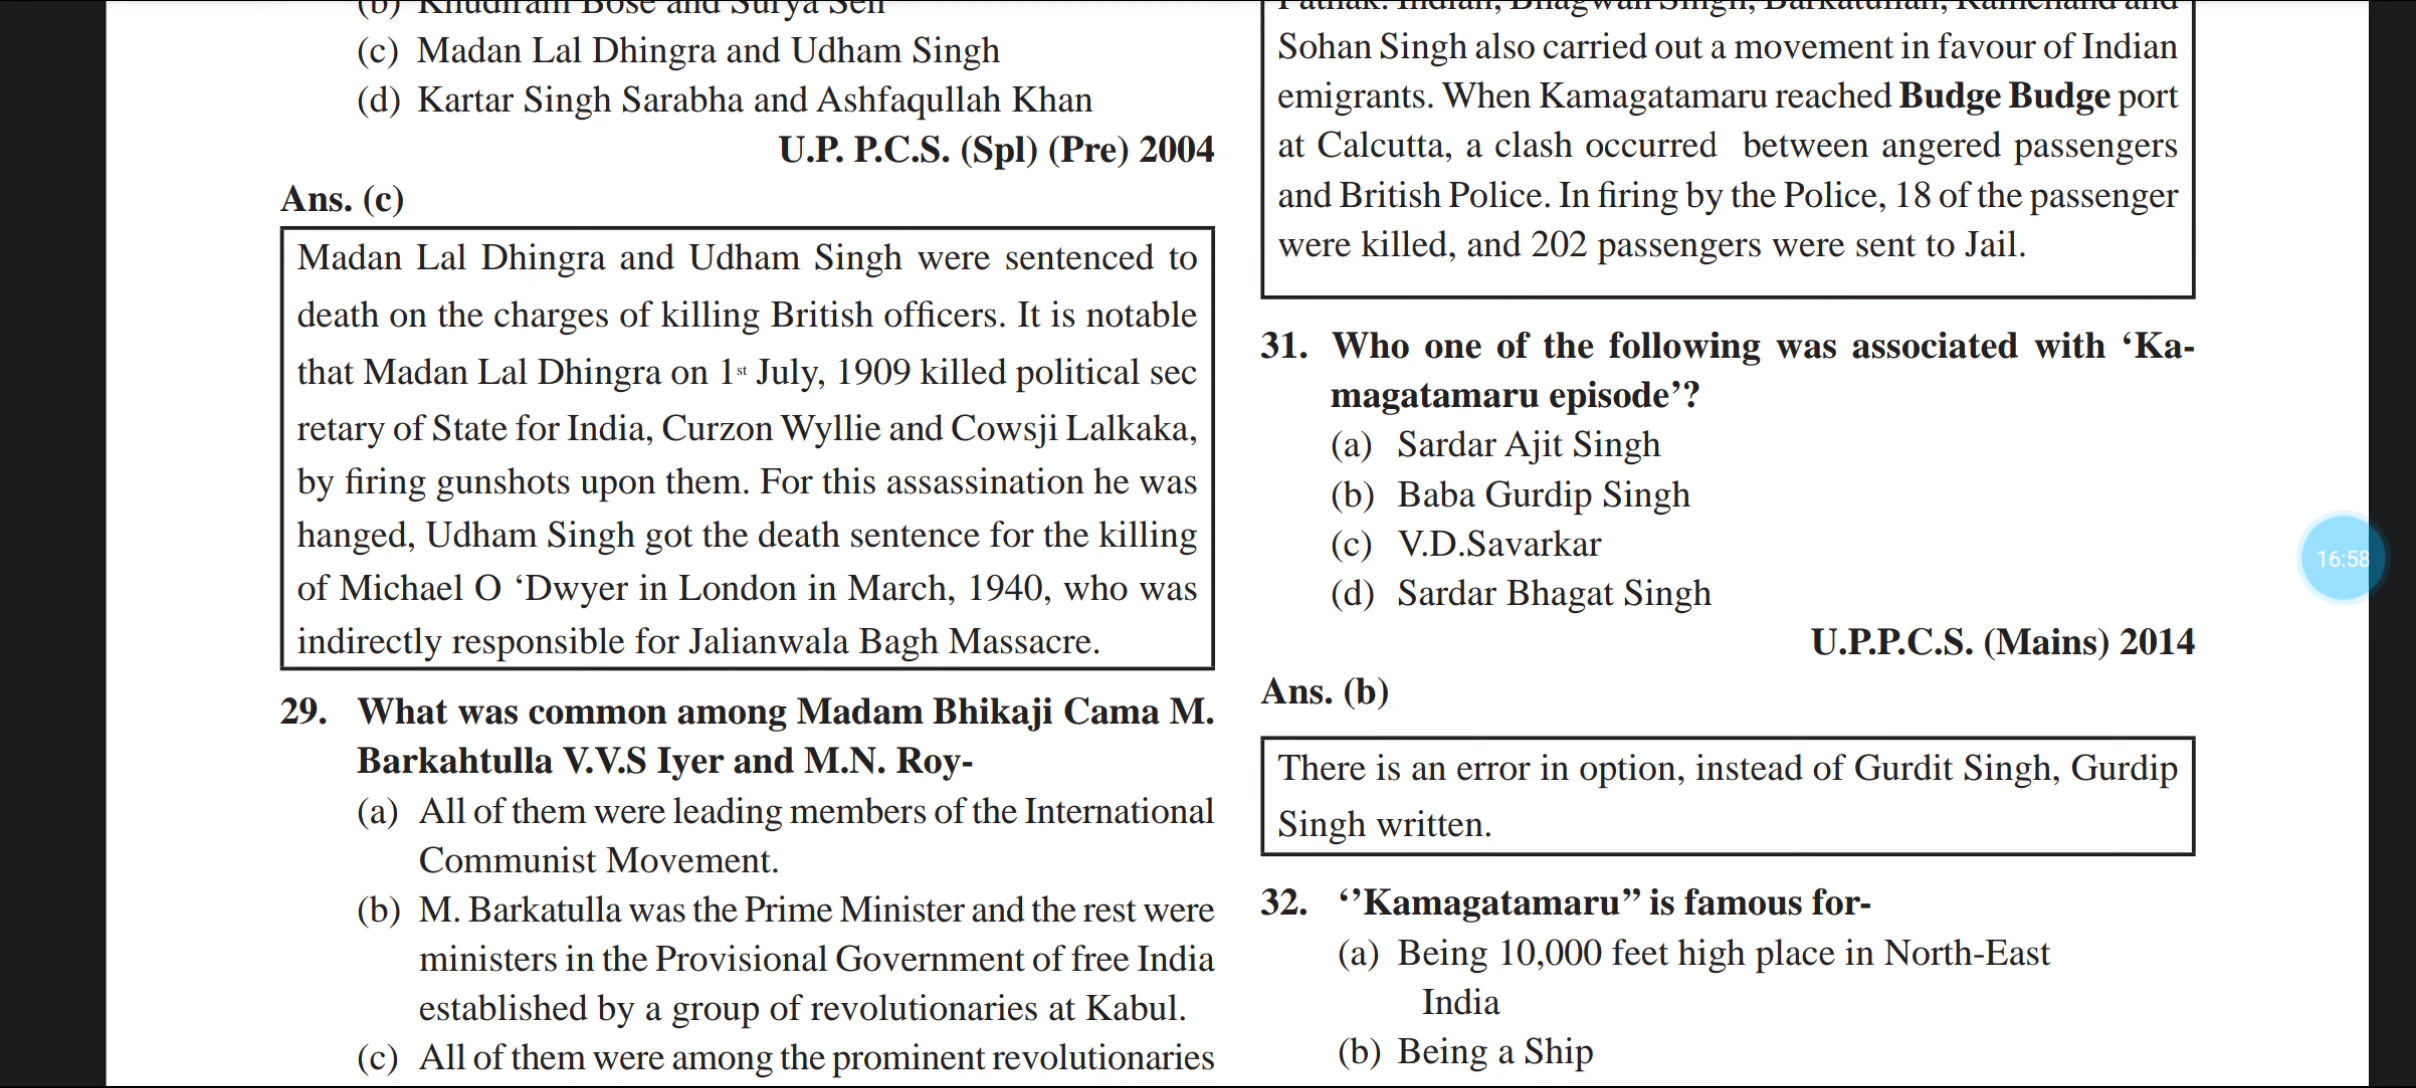 (b) Khudiram Bose and Surya Sen
(c) Madan Lal Dhingra and Udham Singh
(d) Kartar Singh Sarabha and Ashfaqullah Khan
U.P. P.C.S. (Spl) (Pre) 2004
Ans. (c)
Madan Lal Dhingra and Udham Singh were sentenced to
death on the charges of killing British officers. It is notable
that Madan Lal Dhingra on 1st July, 1909 killed political sec
retary of State for India, Curzon Wyllie and Cowsji Lalkaka,
by firing gunshots upon them. For this assassination he was
hanged, Udham Singh got the death sentence for the killing
of Michael O ‘Dwyer in London in March, 1940, who was
indirectly responsible for Jalianwala Bagh Massacre.
29. What was common among Madam Bhikaji Cama M.
Barkahtulla V.V.S Iyer and M.N. Roy-
(a) All of them were leading members of the International
Communist Movement.
(b) M. Barkatulla was the Prime Minister and the rest were
ministers in the Provisional Government of free India
established by a group of revolutionaries at Kabul.
(c) All of them were among the prominent revolutionaries
Pathak. Indian, Bhagwan Singh, Barkatullah, Ramchand and
Sohan Singh also carried out a movement in favour of Indian
emigrants. When Kamagatamaru reached Budge Budge port
at Calcutta, a clash occurred between angered passengers
and British Police. In firing by the Police, 18 of the passenger
were killed, and 202 passengers were sent to Jail.
31. Who one of the following was associated with ‘Ka-
magatamaru episode’?
(a) Sardar Ajit Singh
(b) Baba Gurdip Singh
(c) V.D.Savarkar
(d) Sardar Bhagat Singh
U.P.P.C.S. (Mains) 2014
Ans. (b)
There is an error in option, instead of Gurdit Singh, Gurdip
Singh written.
32. ‘’Kamagatamaru” is famous for-
(a) Being 10,000 feet high place in North-East
India
(b) Being a Ship
16:58